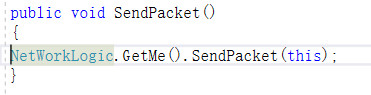 public void SendPacket()
{
NetWorkLogic.GetMe().SendPacket(this);
}